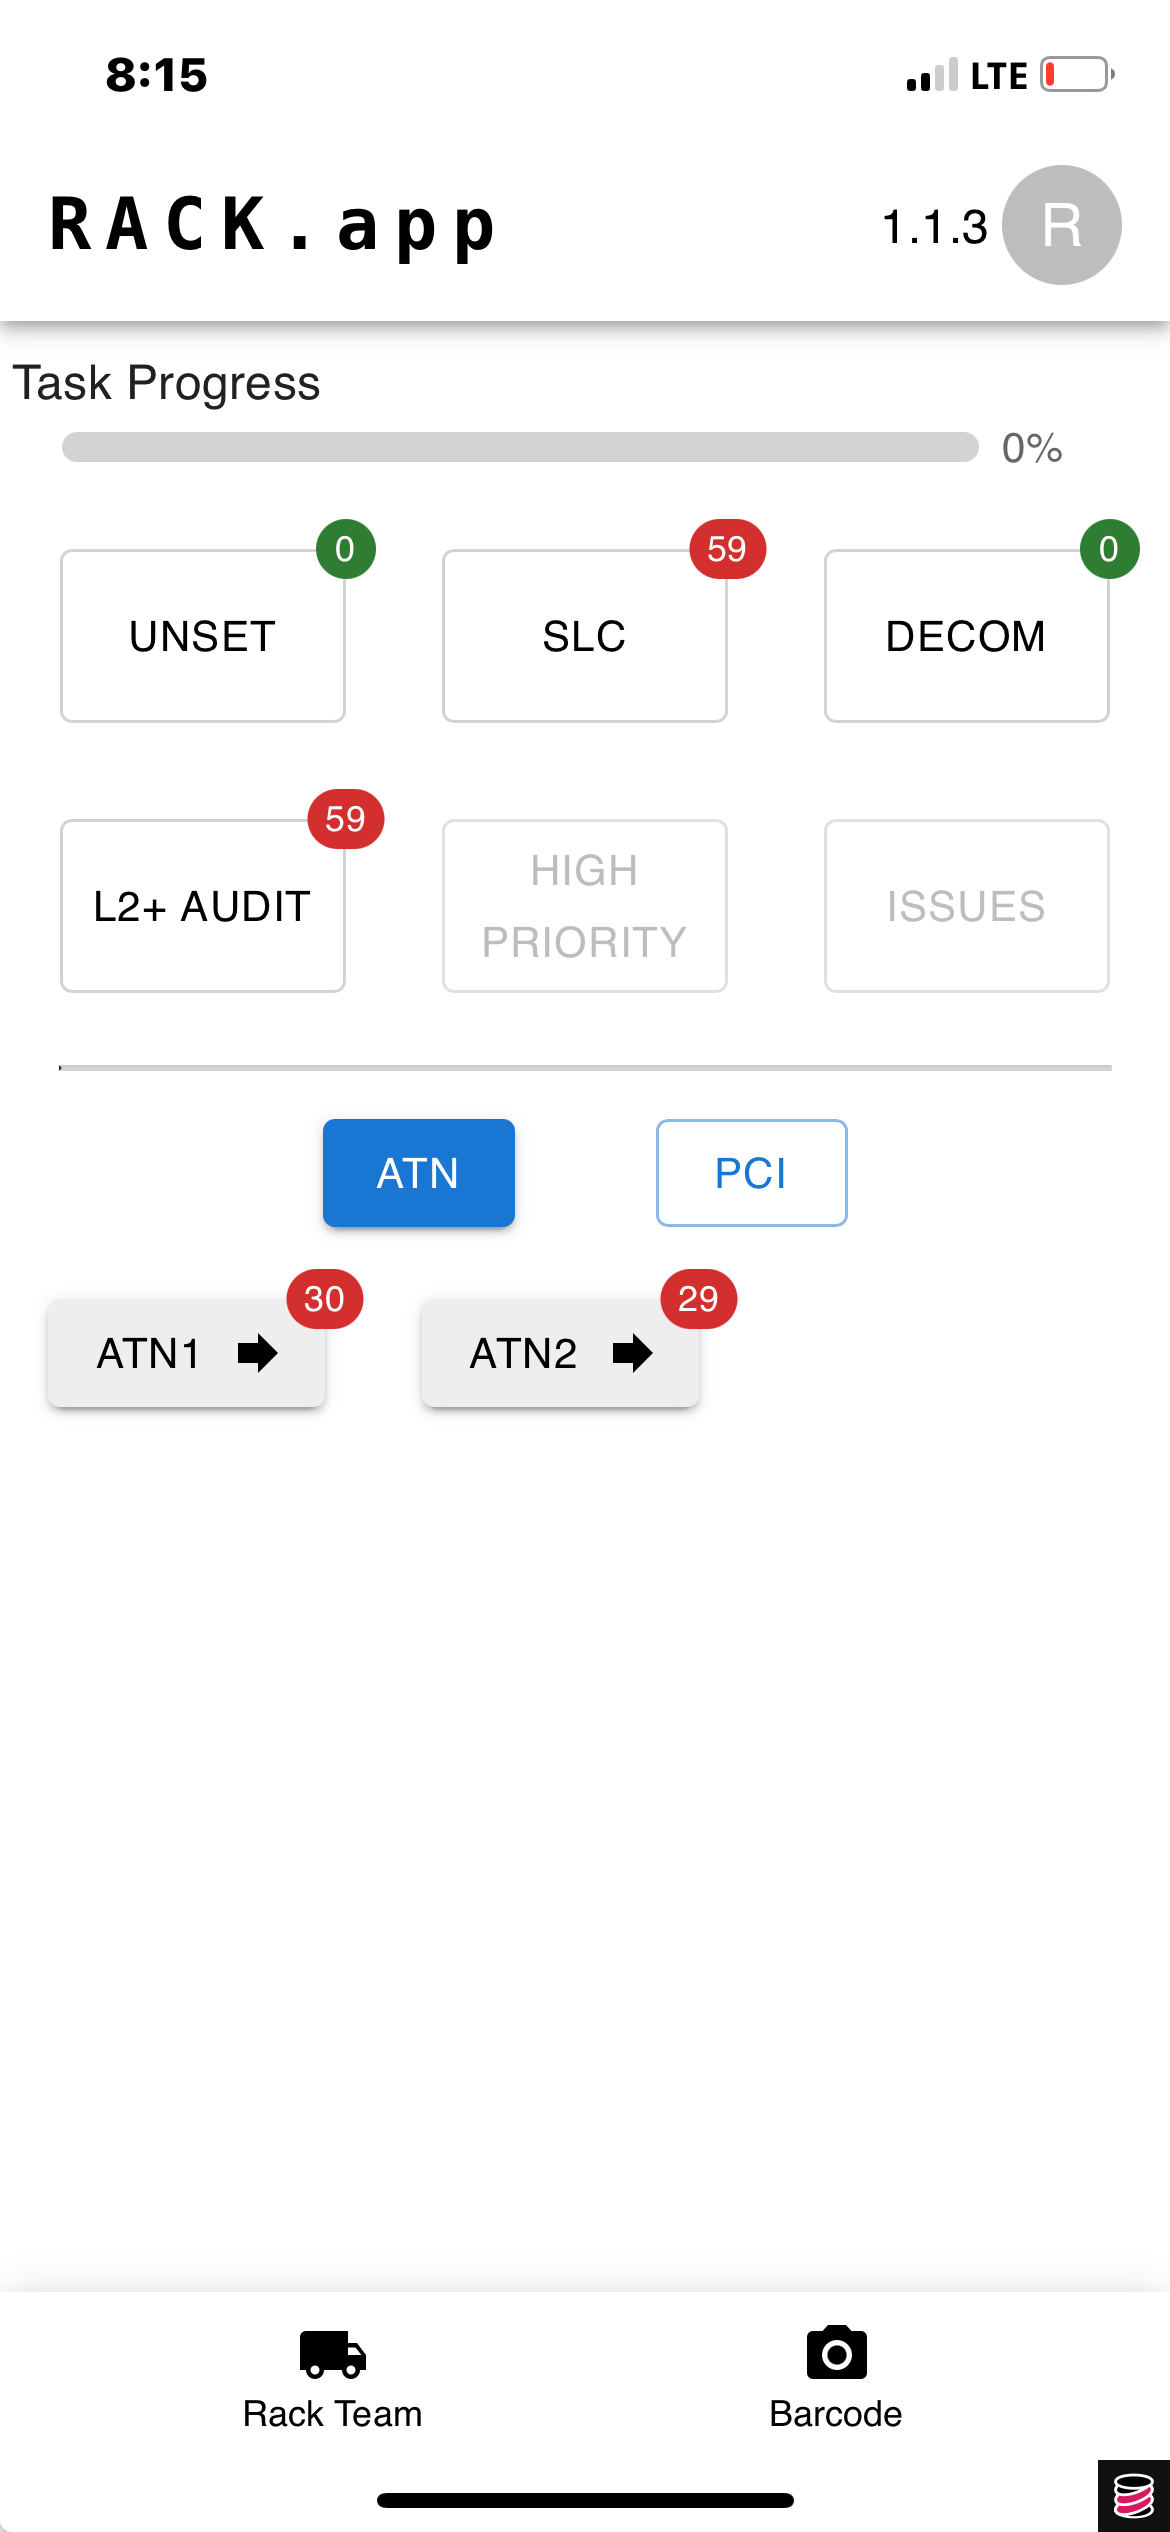 8:15
LTE
RACK.app
1.1.3
R
Task Progress
0%
0
59
0
UNSET
SLC
DECOM
59
L2+ AUDIT
HIGH
PRIORITY
ISSUES
ATN
PCI
30
29
ATN1
ATN2
Rack Team
Barcode